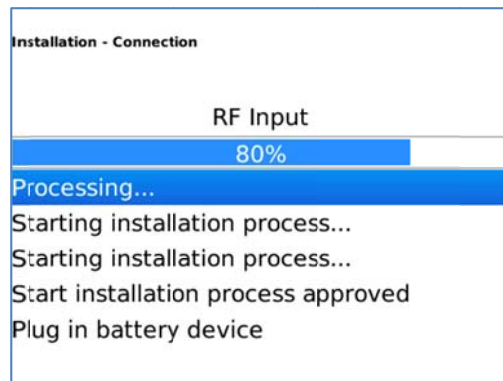 Installation - Connection
RF Input
80%
Processing...
Starting installation process...
Starting installation process...
Start installation process approved
Plug in battery device